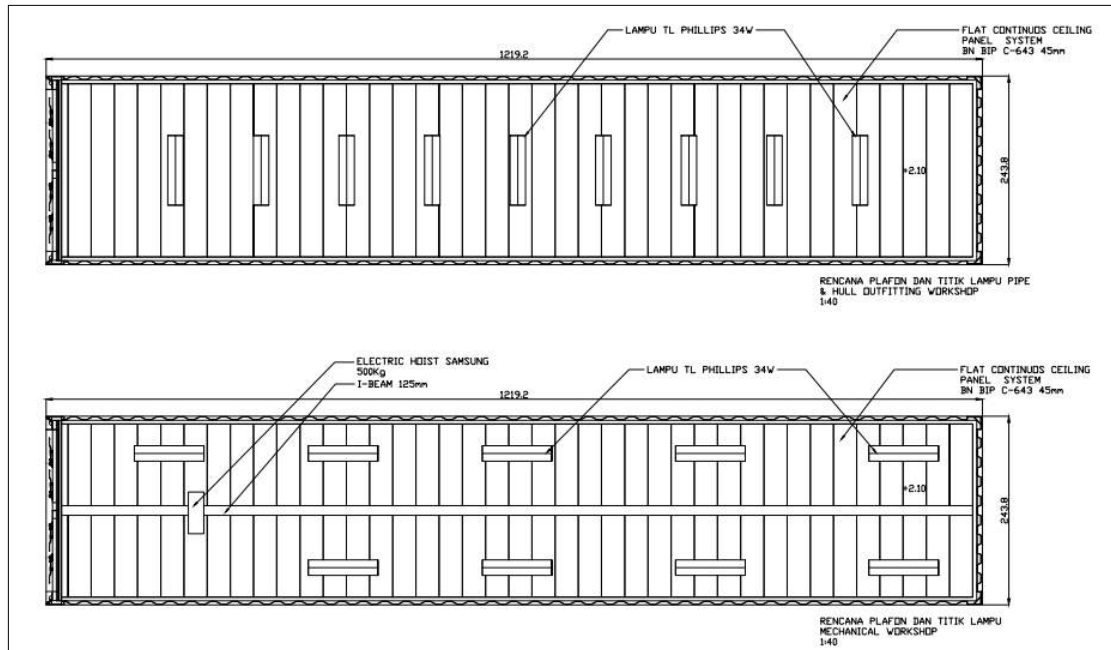 LAMPU TL PHILLIPS 34W
FLAT CONTINUOS CEILING
PANEL SYSTEM
BN BIP C-643 45mm
1219.2
+2.10
243.8
RENCANA PLAFON DAN TITIK LAMPU PIPE
& HULL OUTFITTING WORKSHOP
1:40
ELECTRIC HOIST SAMSUNG
500Kg
I-BEAM 125mm
LAMPU TL PHILLIPS 34W
FLAT CONTINUOS CEILING
PANEL SYSTEM
BN BIP C-643 45mm
1219.2
+2.10
243.8
RENCANA PLAFON DAN TITIK LAMPU
MECHANICAL WORKSHOP
1:40